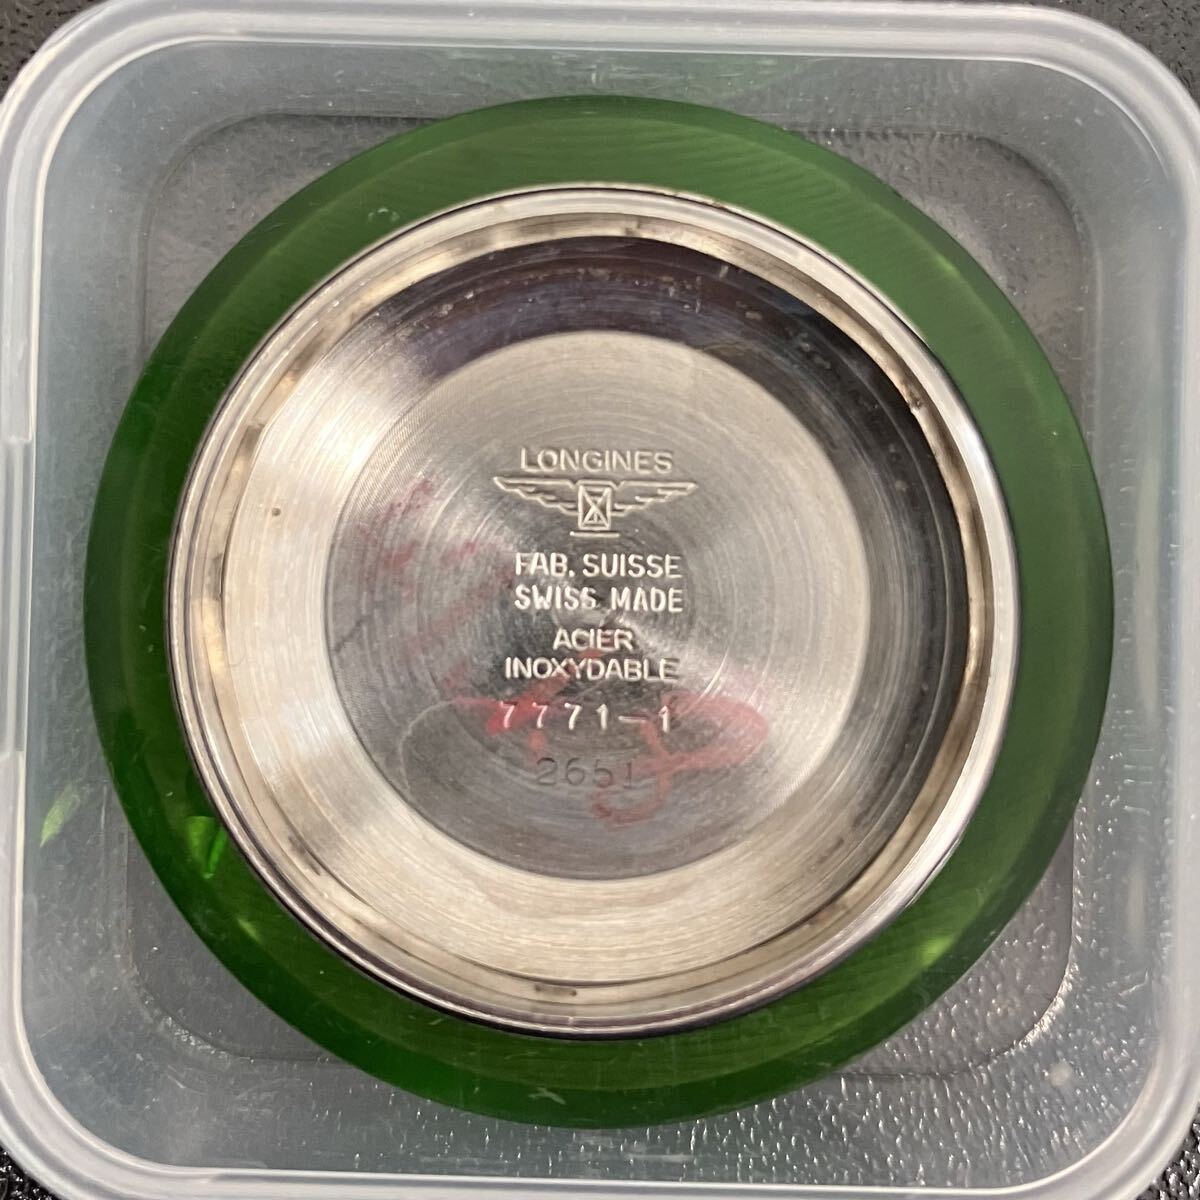 LONGINES
FAB. SUISSE
SWISS MADE
ACIER
INOXYDABLE
7771-1
2651